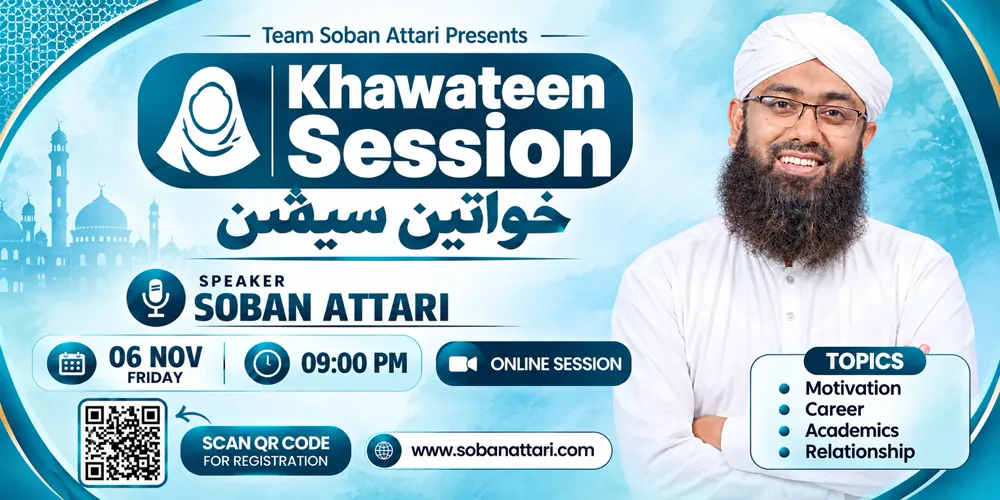 Team Soban Attari Presents
Khawateen
Session
خواتین سیشن
SPEAKER
SOBAN ATTARI
06 NOV
FRIDAY
09:00 PM
ONLINE SESSION
SCAN QR CODE
FOR REGISTRATION
www.sobanattari.com
TOPICS
Motivation
Career
Academics
Relationship